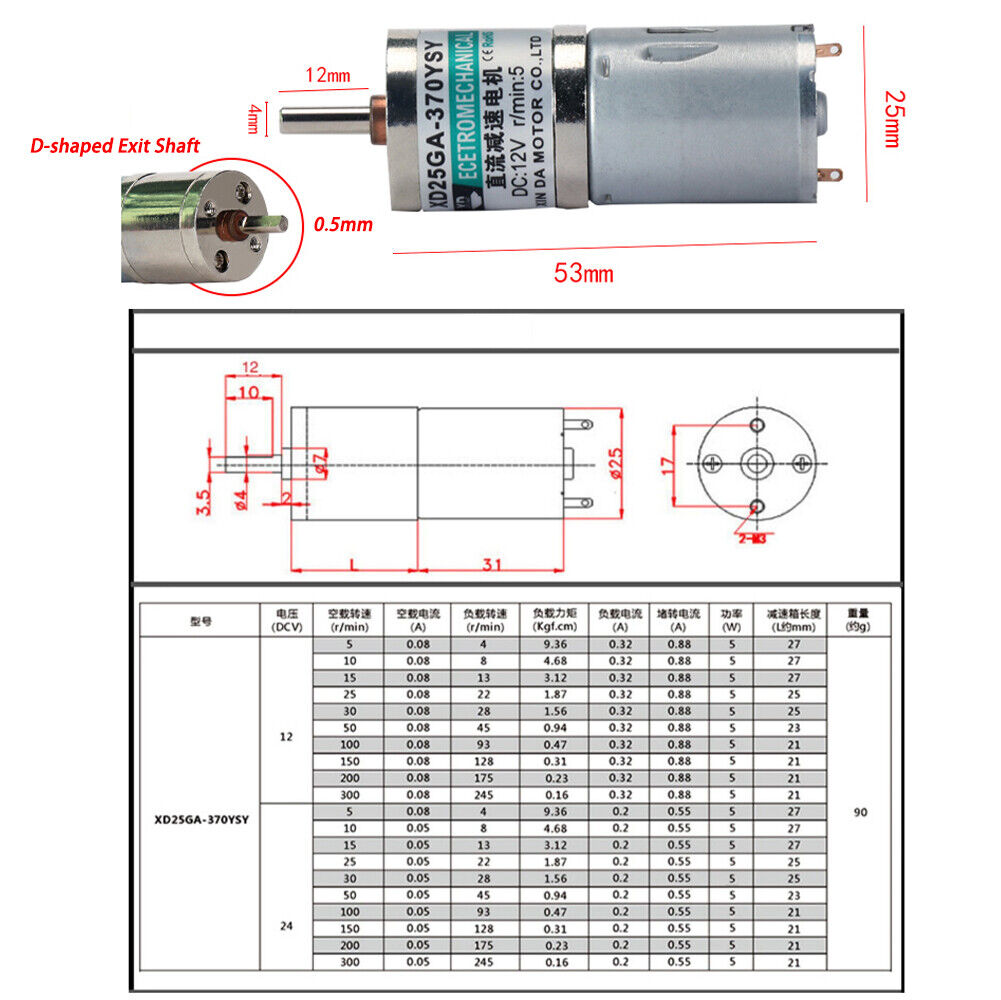 12mm
4mm
D-shaped Exit Shaft
0.5mm
XD25GA-370YSY
ECETROMECHANICAL
CE RoHS
直流减速电机
DC:12V r/min:5
XIN DA MOTOR CO.,LTD
XD
25mm
53mm
12
10
3.5
ø4
ø7
2
ø25
L
31
17
2-M3
型号 电压 (DCV) 空载转速 (r/min) 空载电流 (A) 负载转速 (r/min) 负载力矩 (Kgf.cm) 负载电流 (A) 堵转电流 (A) 功率 (W) 减速箱长度 (L约mm) 重量 (约g)
XD25GA-370YSY
90
12
5 0.08 4 9.36 0.32 0.88 5 27
10 0.08 8 4.68 0.32 0.88 5 27
15 0.08 13 3.12 0.32 0.88 5 27
25 0.08 22 1.87 0.32 0.88 5 25
30 0.08 28 1.56 0.32 0.88 5 25
50 0.08 45 0.94 0.32 0.88 5 23
100 0.08 93 0.47 0.32 0.88 5 21
150 0.08 128 0.31 0.32 0.88 5 21
200 0.08 175 0.23 0.32 0.88 5 21
300 0.08 245 0.16 0.32 0.88 5 21
24
5 0.08 4 9.36 0.2 0.55 5 27
10 0.05 8 4.68 0.2 0.55 5 27
15 0.05 13 3.12 0.2 0.55 5 27
25 0.05 22 1.87 0.2 0.55 5 25
30 0.05 28 1.56 0.2 0.55 5 25
50 0.05 45 0.94 0.2 0.55 5 23
100 0.05 93 0.47 0.2 0.55 5 21
150 0.05 128 0.31 0.2 0.55 5 21
200 0.05 175 0.23 0.2 0.55 5 21
300 0.05 245 0.16 0.2 0.55 5 21